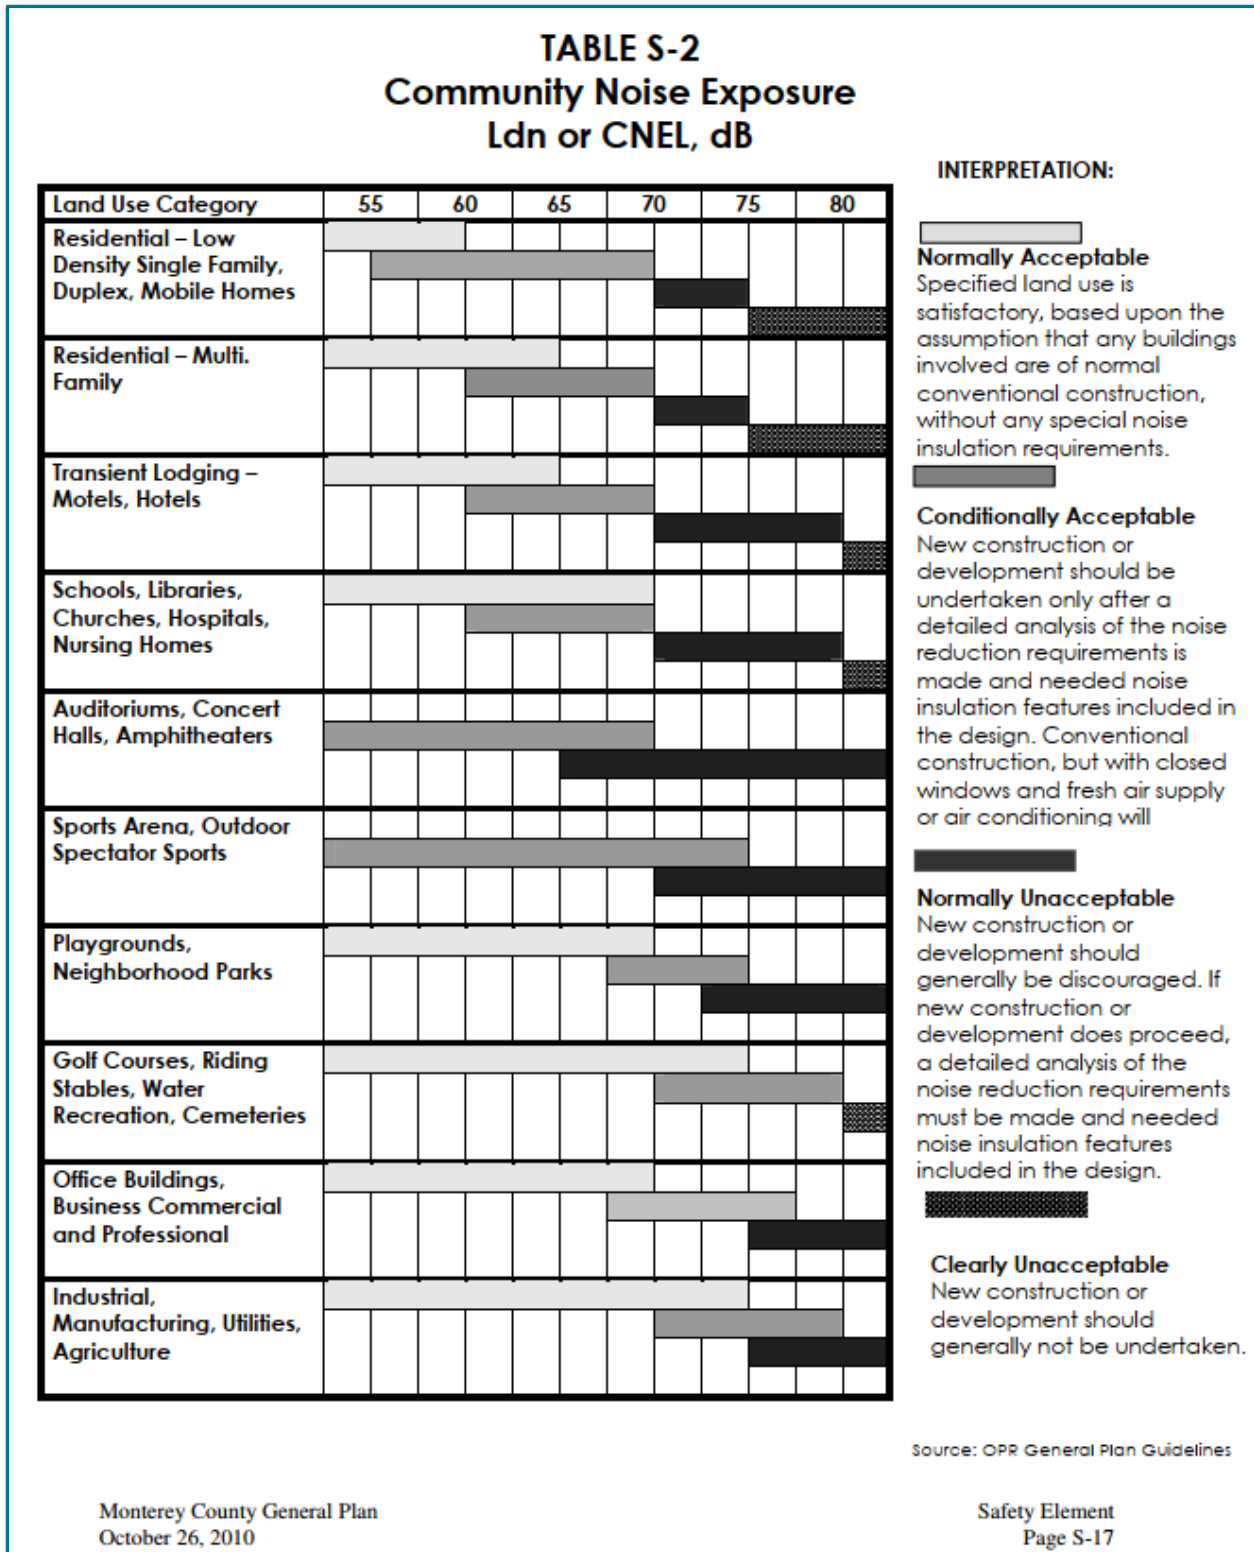 TABLE S-2
Community Noise Exposure
Ldn or CNEL, dB
Land Use Category 55 60 65 70 75 80
Residential – Low
Density Single Family,
Duplex, Mobile Homes
Residential – Multi.
Family
Transient Lodging –
Motels, Hotels
Schools, Libraries,
Churches, Hospitals,
Nursing Homes
Auditoriums, Concert
Halls, Amphitheaters
Sports Arena, Outdoor
Spectator Sports
Playgrounds,
Neighborhood Parks
Golf Courses, Riding
Stables, Water
Recreation, Cemeteries
Office Buildings,
Business Commercial
and Professional
Industrial,
Manufacturing, Utilities,
Agriculture
INTERPRETATION:
Normally Acceptable
Specified land use is
satisfactory, based upon the
assumption that any buildings
involved are of normal
conventional construction,
without any special noise
insulation requirements.
Conditionally Acceptable
New construction or
development should be
undertaken only after a
detailed analysis of the noise
reduction requirements is
made and needed noise
insulation features included in
the design. Conventional
construction, but with closed
windows and fresh air supply
or air conditioning will
Normally Unacceptable
New construction or
development should
generally be discouraged. If
new construction or
development does proceed,
a detailed analysis of the
noise reduction requirements
must be made and needed
noise insulation features
included in the design.
Clearly Unacceptable
New construction or
development should
generally not be undertaken.
Source: OPR General Plan Guidelines
Monterey County General Plan
October 26, 2010
Safety Element
Page S-17